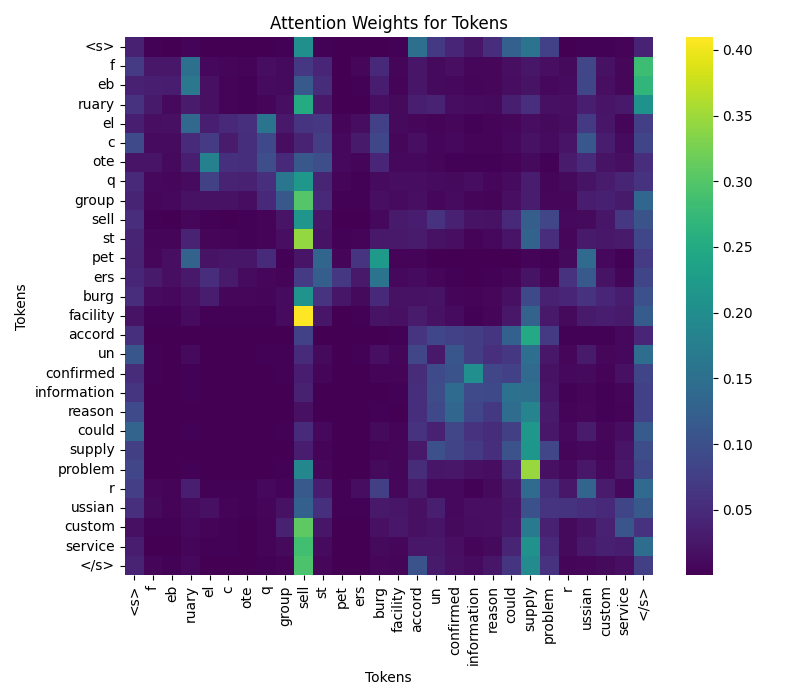 Attention Weights for Tokens
Tokens
<s>
f
eb
ruary
el
c
ote
q
group
sell
st
pet
ers
burg
facility
accord
un
confirmed
information
reason
could
supply
problem
r
ussian
custom
service
</s>
<s>
f
eb
ruary
el
c
ote
q
group
sell
st
pet
ers
burg
facility
accord
un
confirmed
information
reason
could
supply
problem
r
ussian
custom
service
</s>
Tokens
0.40
0.35
0.30
0.25
0.20
0.15
0.10
0.05